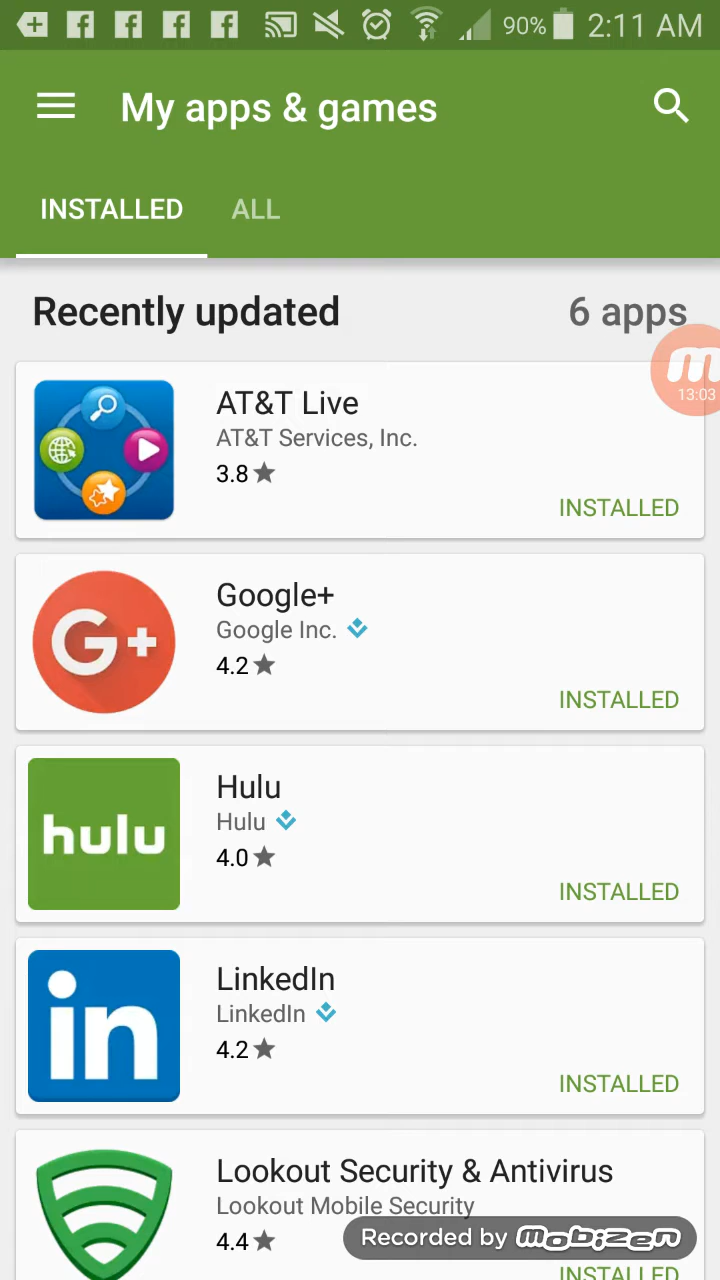 90% 2:11 AM
My apps & games
INSTALLED ALL
Recently updated 6 apps
13:03
AT&T Live
AT&T Services, Inc.
3.8
INSTALLED
G+
Google+
Google Inc.
4.2
INSTALLED
hulu
Hulu
Hulu
4.0
INSTALLED
in
LinkedIn
LinkedIn
4.2
INSTALLED
Lookout Security & Antivirus
Lookout Mobile Security
4.4
Recorded by mobizen
INSTALLED